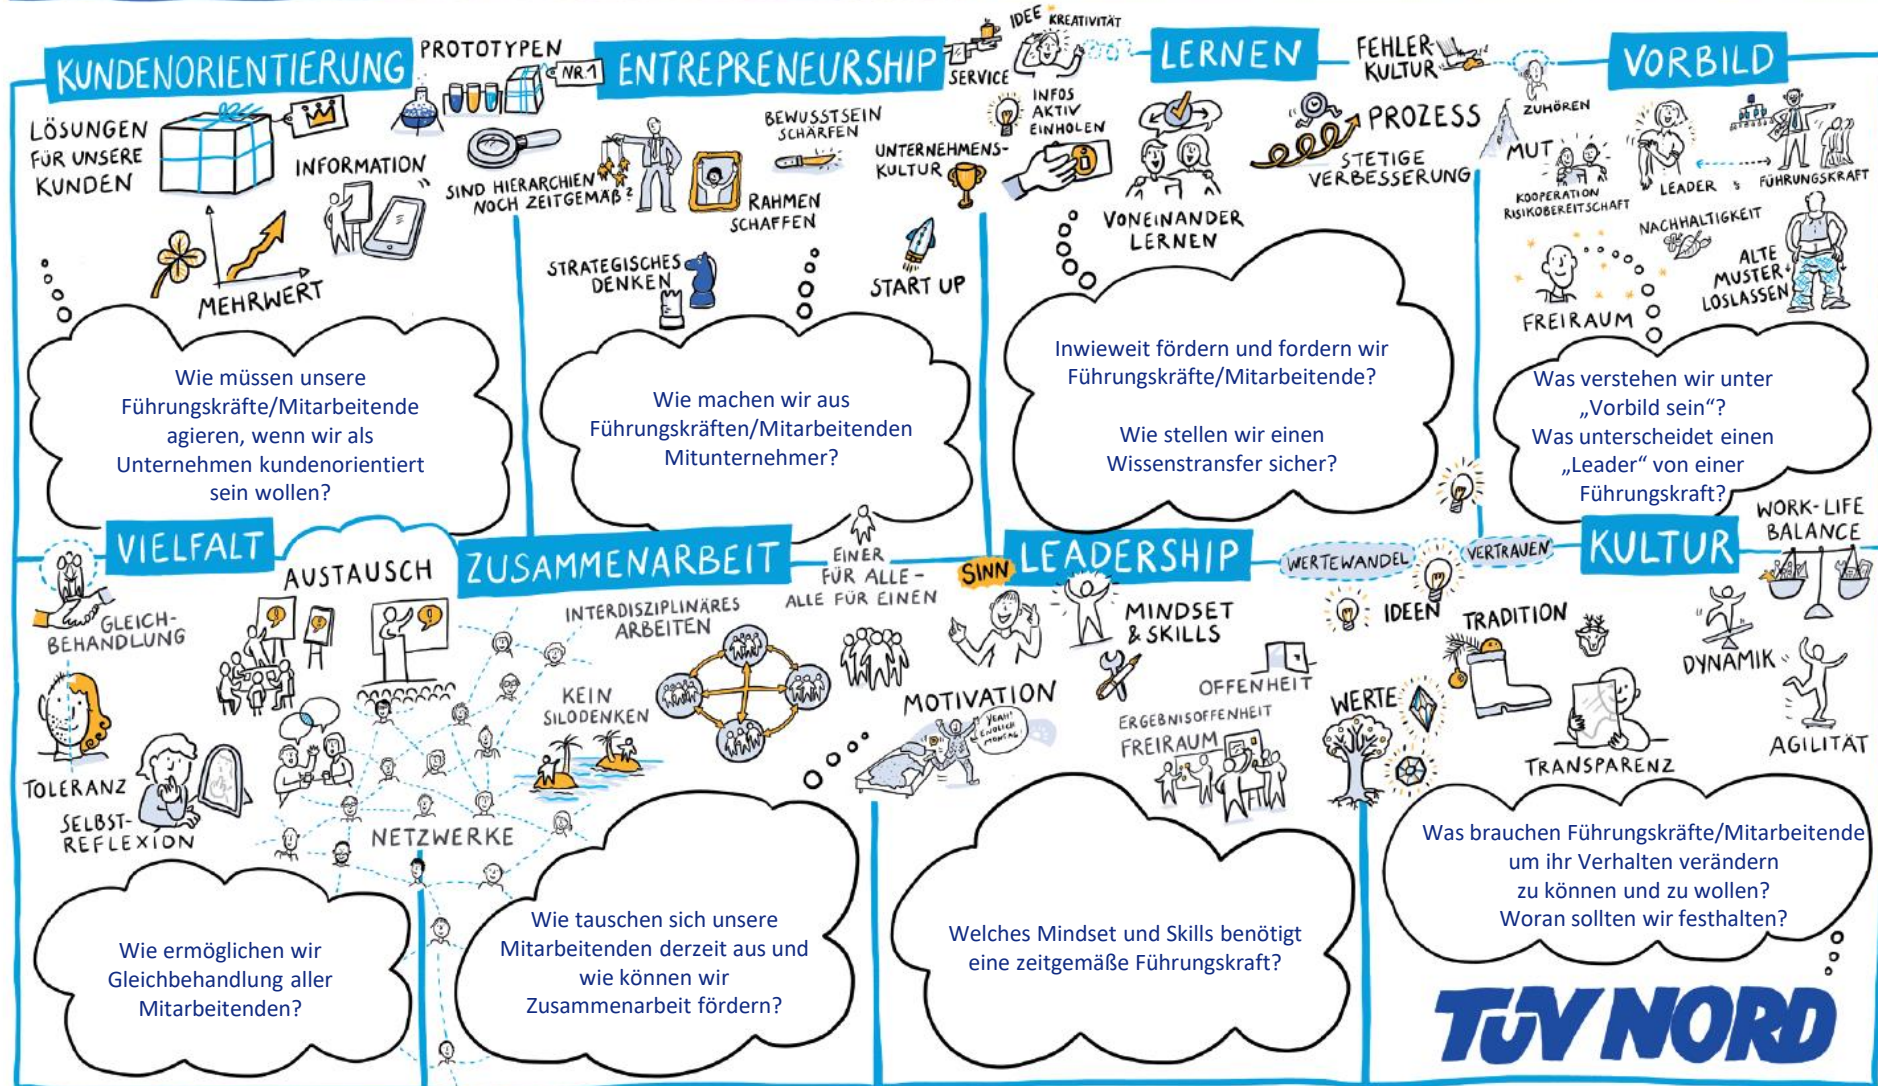 KUNDENORIENTIERUNG
LÖSUNGEN
FÜR UNSERE
KUNDEN
INFORMATION
MEHRWERT
PROTOTYPEN
NR.1
Wie müssen unsere
Führungskräfte/Mitarbeitende
agieren, wenn wir als
Unternehmen kundenorientiert
sein wollen?
ENTREPRENEURSHIP
SIND HIERARCHIEN
NOCH ZEITGEMÄß?
BEWUSSTSEIN
SCHÄRFEN
RAHMEN
SCHAFFEN
STRATEGISCHES
DENKEN
UNTERNEHMENS-
KULTUR
START UP
SERVICE
Wie machen wir aus
Führungskräften/Mitarbeitenden
Mitunternehmer?
IDEE KREATIVITÄT
LERNEN
INFOS
AKTIV
EINHOLEN
VONEINANDER
LERNEN
FEHLER-
KULTUR
PROZESS
STETIGE
VERBESSERUNG
Inwieweit fördern und fordern wir
Führungskräfte/Mitarbeitende?
Wie stellen wir einen
Wissenstransfer sicher?
VORBILD
ZUHÖREN
MUT
KOOPERATION
RISIKOBEREITSCHAFT
LEADER
FÜHRUNGSKRAFT
NACHHALTIGKEIT
ALTE
MUSTER
LOSLASSEN
FREIRAUM
Was verstehen wir unter
„Vorbild sein“?
Was unterscheidet einen
„Leader“ von einer
Führungskraft?
VIELFALT
GLEICH-
BEHANDLUNG
AUSTAUSCH
TOLERANZ
SELBST-
REFLEXION
Wie ermöglichen wir
Gleichbehandlung aller
Mitarbeitenden?
ZUSAMMENARBEIT
INTERDISZIPLINÄRES
ARBEITEN
EINER
FÜR ALLE -
ALLE FÜR EINEN
KEIN
SILODENKEN
NETZWERKE
Wie tauschen sich unsere
Mitarbeitenden derzeit aus und
wie können wir
Zusammenarbeit fördern?
SINN
LEADERSHIP
MINDSET
& SKILLS
MOTIVATION
YEAH!
ENDLICH
MONTAG!
OFFENHEIT
ERGEBNISOFFENHEIT
FREIRAUM
Welches Mindset und Skills benötigt
eine zeitgemäße Führungskraft?
WERTEWANDEL
VERTRAUEN
KULTUR
WORK-LIFE
BALANCE
IDEEN
TRADITION
DYNAMIK
WERTE
TRANSPARENZ
AGILITÄT
Was brauchen Führungskräfte/Mitarbeitende
um ihr Verhalten verändern
zu können und zu wollen?
Woran sollten wir festhalten?
TÜV NORD